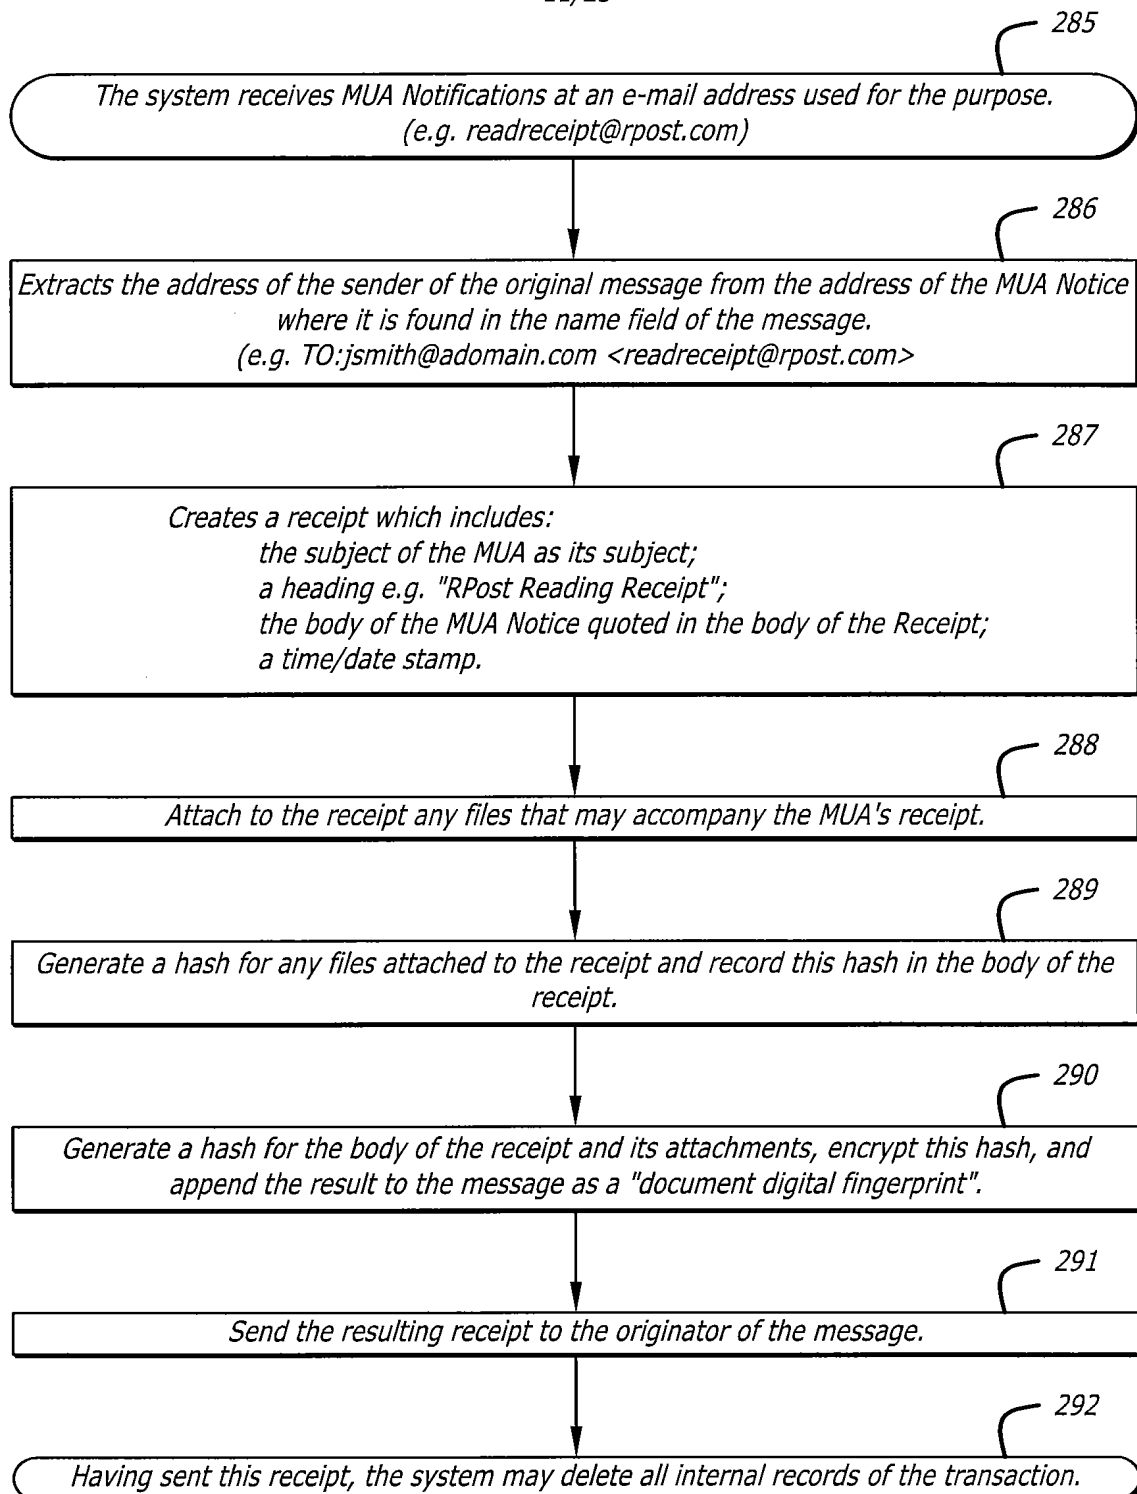 285
The system receives MUA Notifications at an e-mail address used for the purpose.
(e.g. readreceipt@rpost.com)
286
Extracts the address of the sender of the original message from the address of the MUA Notice
where it is found in the name field of the message.
(e.g. TO:jsmith@adomain.com <readreceipt@rpost.com>
287
Creates a receipt which includes:
the subject of the MUA as its subject;
a heading e.g. "RPost Reading Receipt";
the body of the MUA Notice quoted in the body of the Receipt;
a time/date stamp.
288
Attach to the receipt any files that may accompany the MUA's receipt.
289
Generate a hash for any files attached to the receipt and record this hash in the body of the
receipt.
290
Generate a hash for the body of the receipt and its attachments, encrypt this hash, and
append the result to the message as a "document digital fingerprint".
291
Send the resulting receipt to the originator of the message.
292
Having sent this receipt, the system may delete all internal records of the transaction.